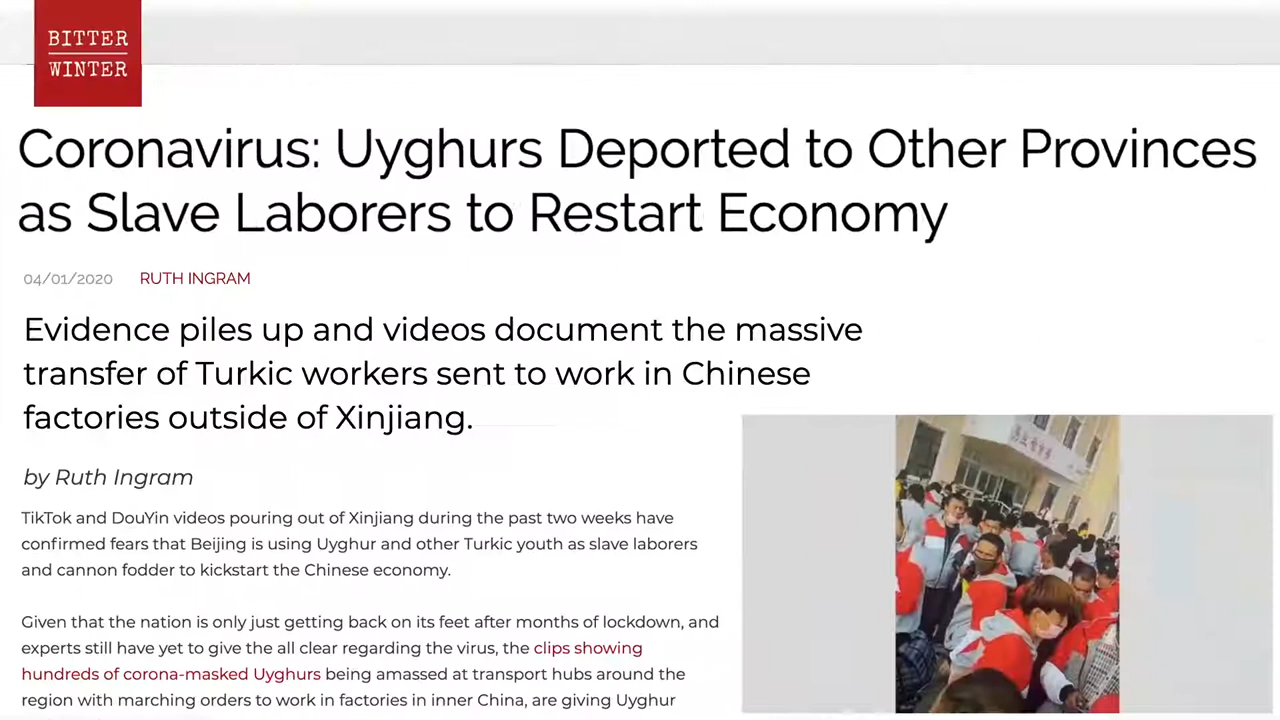 BITTER
WINTER
Coronavirus: Uyghurs Deported to Other Provinces
as Slave Laborers to Restart Economy
04/01/2020 RUTH INGRAM
Evidence piles up and videos document the massive
transfer of Turkic workers sent to work in Chinese
factories outside of Xinjiang.
by Ruth Ingram
TikTok and DouYin videos pouring out of Xinjiang during the past two weeks have
confirmed fears that Beijing is using Uyghur and other Turkic youth as slave laborers
and cannon fodder to kickstart the Chinese economy.
Given that the nation is only just getting back on its feet after months of lockdown, and
experts still have yet to give the all clear regarding the virus, the clips showing
hundreds of corona-masked Uyghurs being amassed at transport hubs around the
region with marching orders to work in factories in inner China, are giving Uyghur